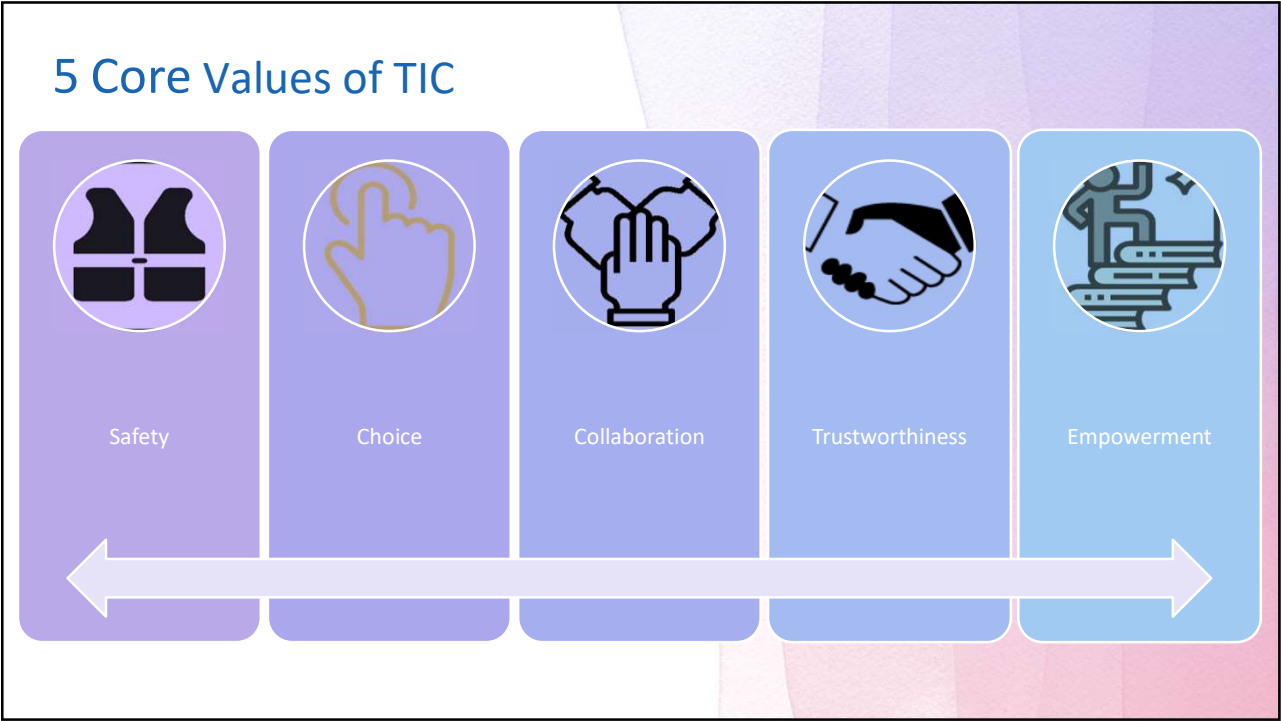 5 Core Values of TIC
Safety
Choice
Collaboration
Trustworthiness
Empowerment